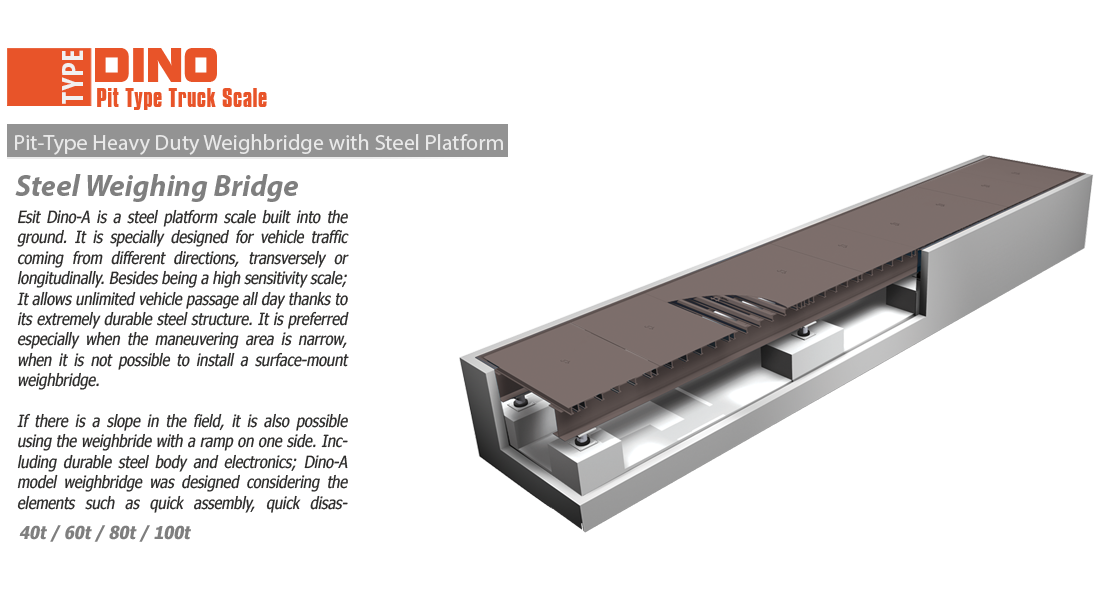 TYPE
DINO
Pit Type Truck Scale
Pit-Type Heavy Duty Weighbridge with Steel Platform
Steel Weighing Bridge
Esit Dino-A is a steel platform scale built into the
ground. It is specially designed for vehicle traffic
coming from different directions, transversely or
longitudinally. Besides being a high sensitivity scale;
It allows unlimited vehicle passage all day thanks to
its extremely durable steel structure. It is preferred
especially when the maneuvering area is narrow,
when it is not possible to install a surface-mount
weighbridge.
If there is a slope in the field, it is also possible
using the weighbride with a ramp on one side. Inc-
luding durable steel body and electronics; Dino-A
model weighbridge was designed considering the
elements such as quick assembly, quick disas-
40t / 60t / 80t / 100t